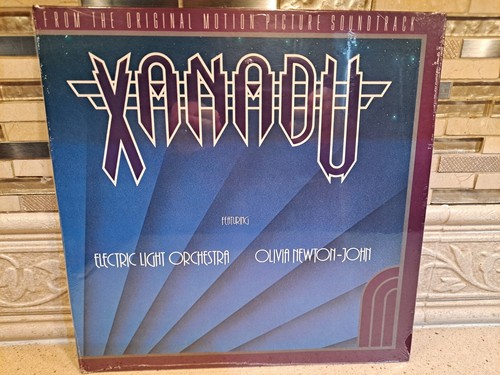 FROM THE ORIGINAL MOTION PICTURE SOUNDTRACK
XANADU
FEATURING
ELECTRIC LIGHT ORCHESTRA OLIVIA NEWTON-JOHN